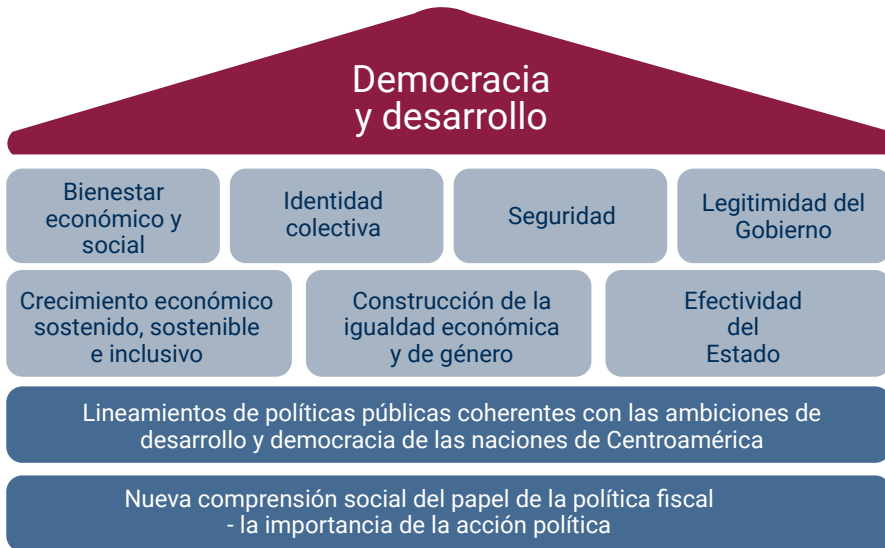 Democracia
y desarrollo
Bienestar
económico y
social
Identidad
colectiva
Seguridad
Legitimidad del
Gobierno
Crecimiento económico
sostenido, sostenible
e inclusivo
Construcción de la
igualdad económica
y de género
Efectividad
del
Estado
Lineamientos de políticas públicas coherentes con las ambiciones de
desarrollo y democracia de las naciones de Centroamérica
Nueva comprensión social del papel de la política fiscal
- la importancia de la acción política